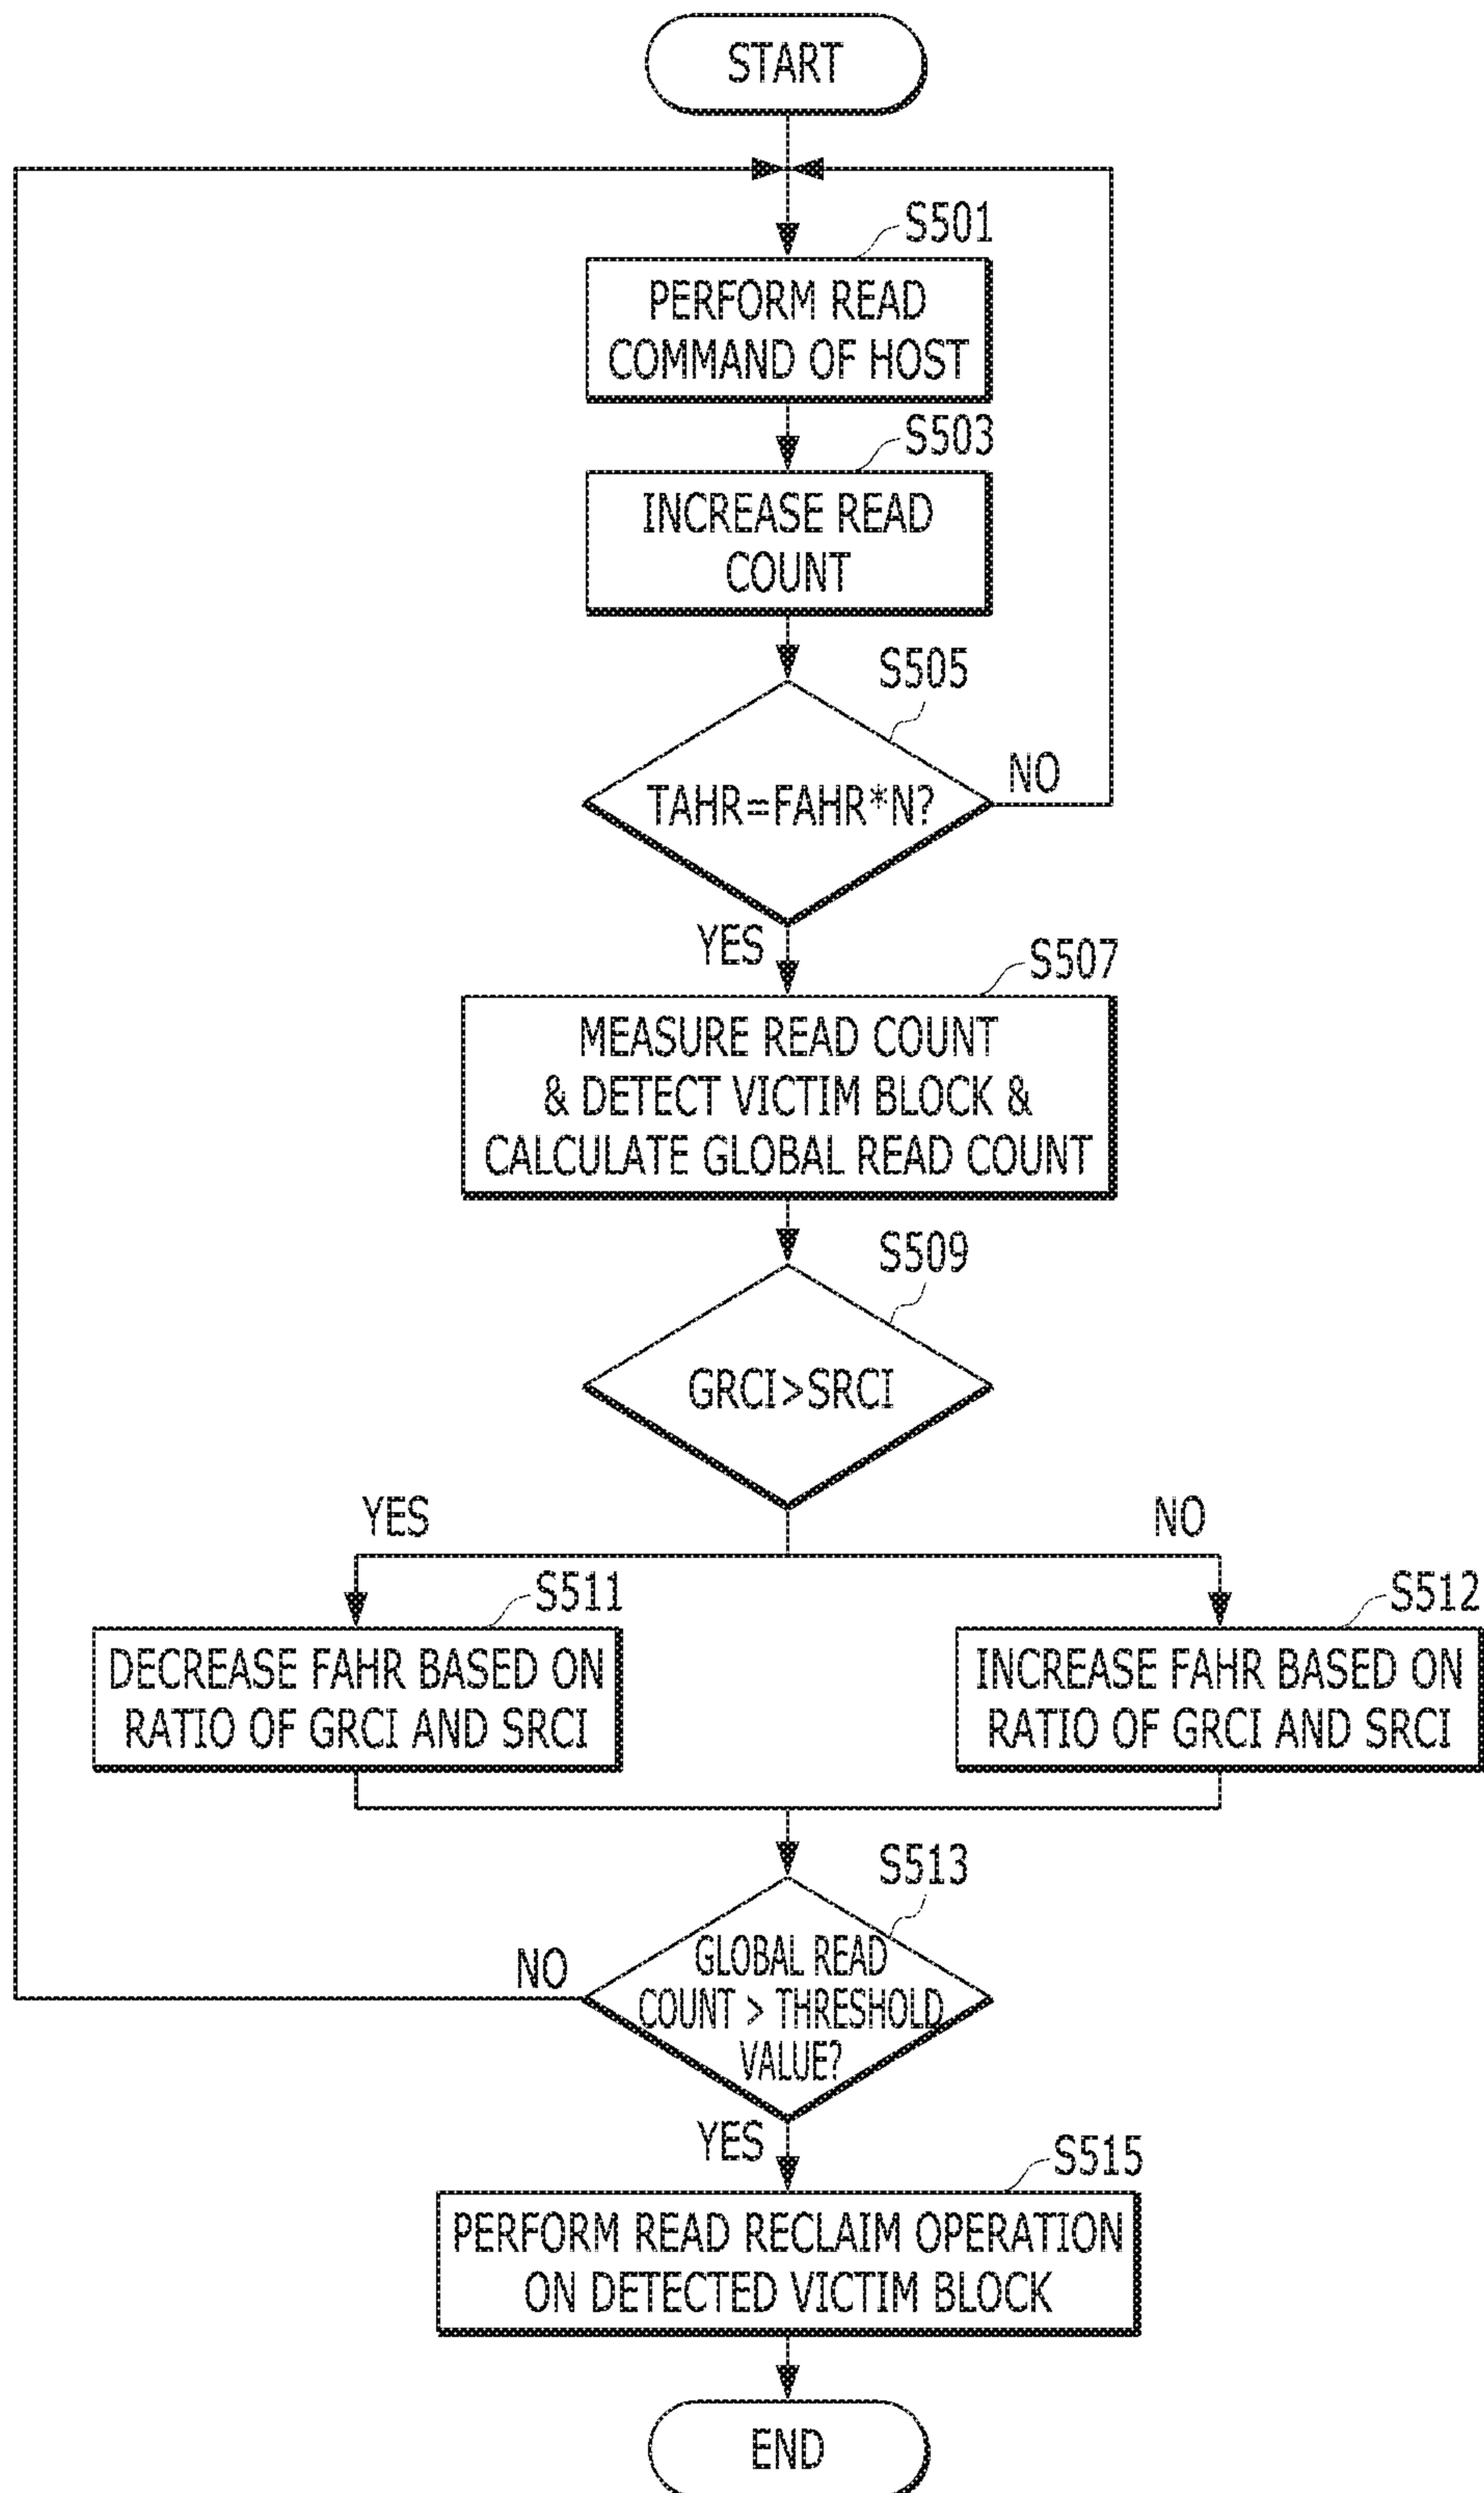 START
S501
PERFORM READ
COMMAND OF HOST
S503
INCREASE READ
COUNT
S505
TAHR=FAHR*N?
NO
YES
S507
MEASURE READ COUNT
& DETECT VICTIM BLOCK &
CALCULATE GLOBAL READ COUNT
S509
GRCI>SRCI
YES
NO
S511
DECREASE FAHR BASED ON
RATIO OF GRCI AND SRCI
S512
INCREASE FAHR BASED ON
RATIO OF GRCI AND SRCI
S513
GLOBAL READ
COUNT > THRESHOLD
VALUE?
NO
YES
S515
PERFORM READ RECLAIM OPERATION
ON DETECTED VICTIM BLOCK
END